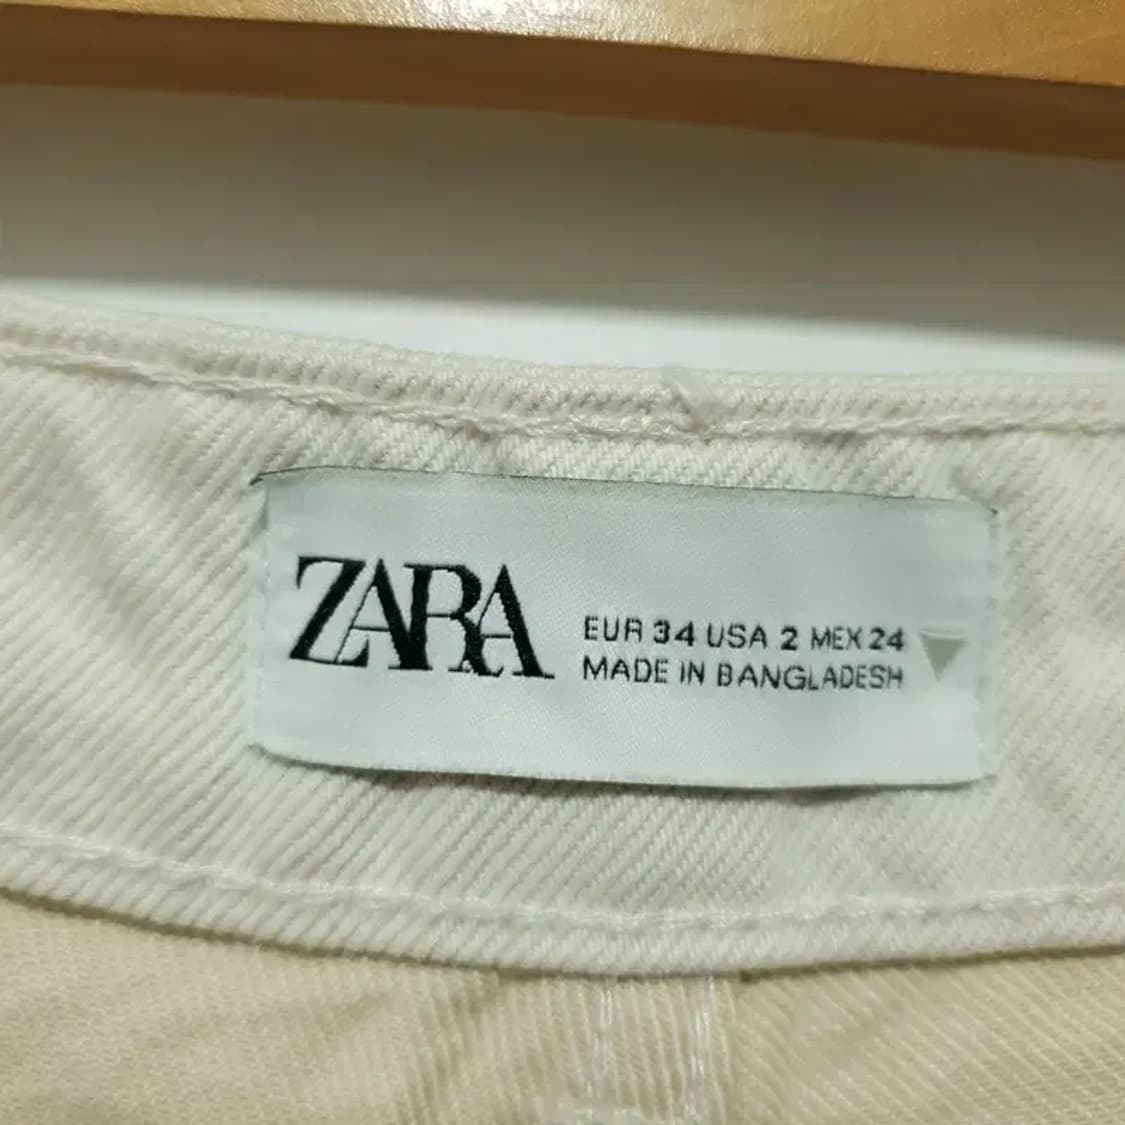 ZARA
EUR 34 USA 2 MEX 24
MADE IN BANGLADESH